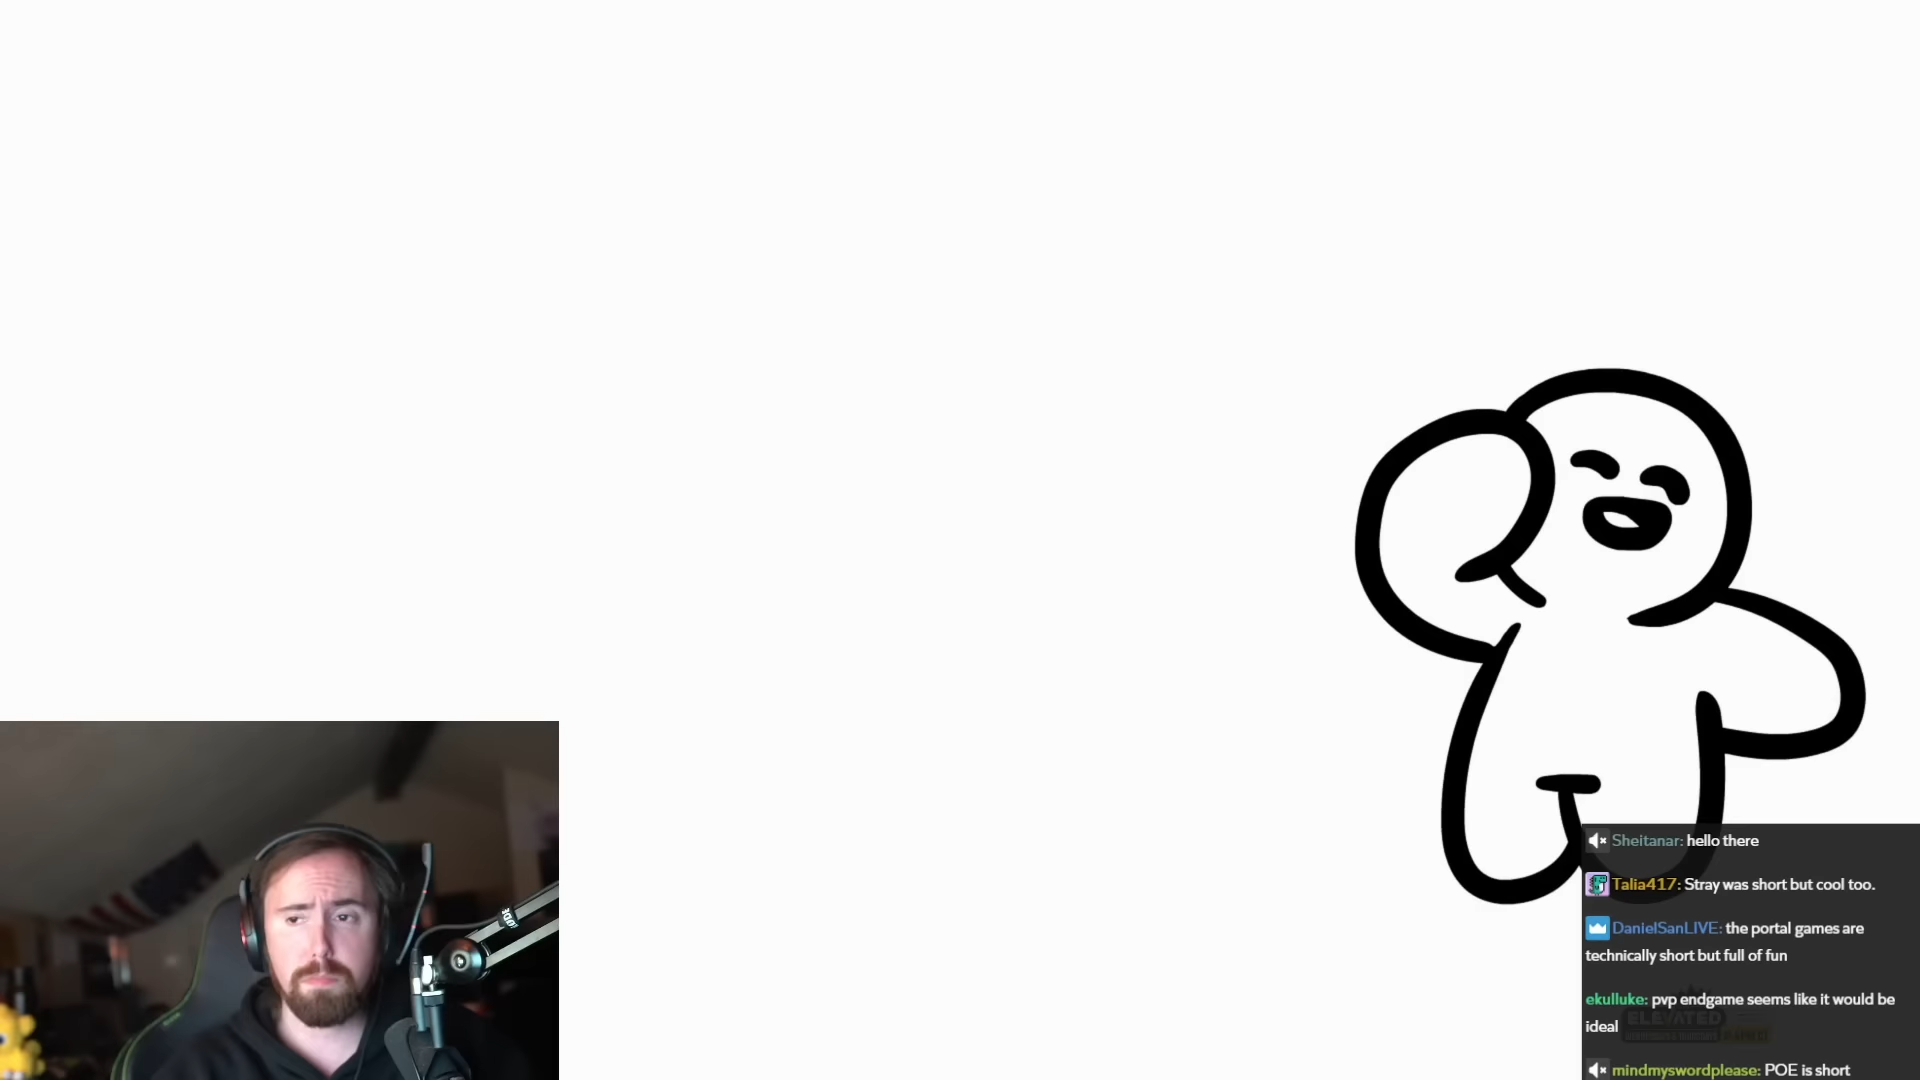 Sheitanar: hello there
Talia417: Stray was short but cool too.
DanielSanLIVE: the portal games are
technically short but full of fun
ekulluke: pvp endgame seems like it would be
ideal
ELEVATED
mindmyswordplease: POE is short